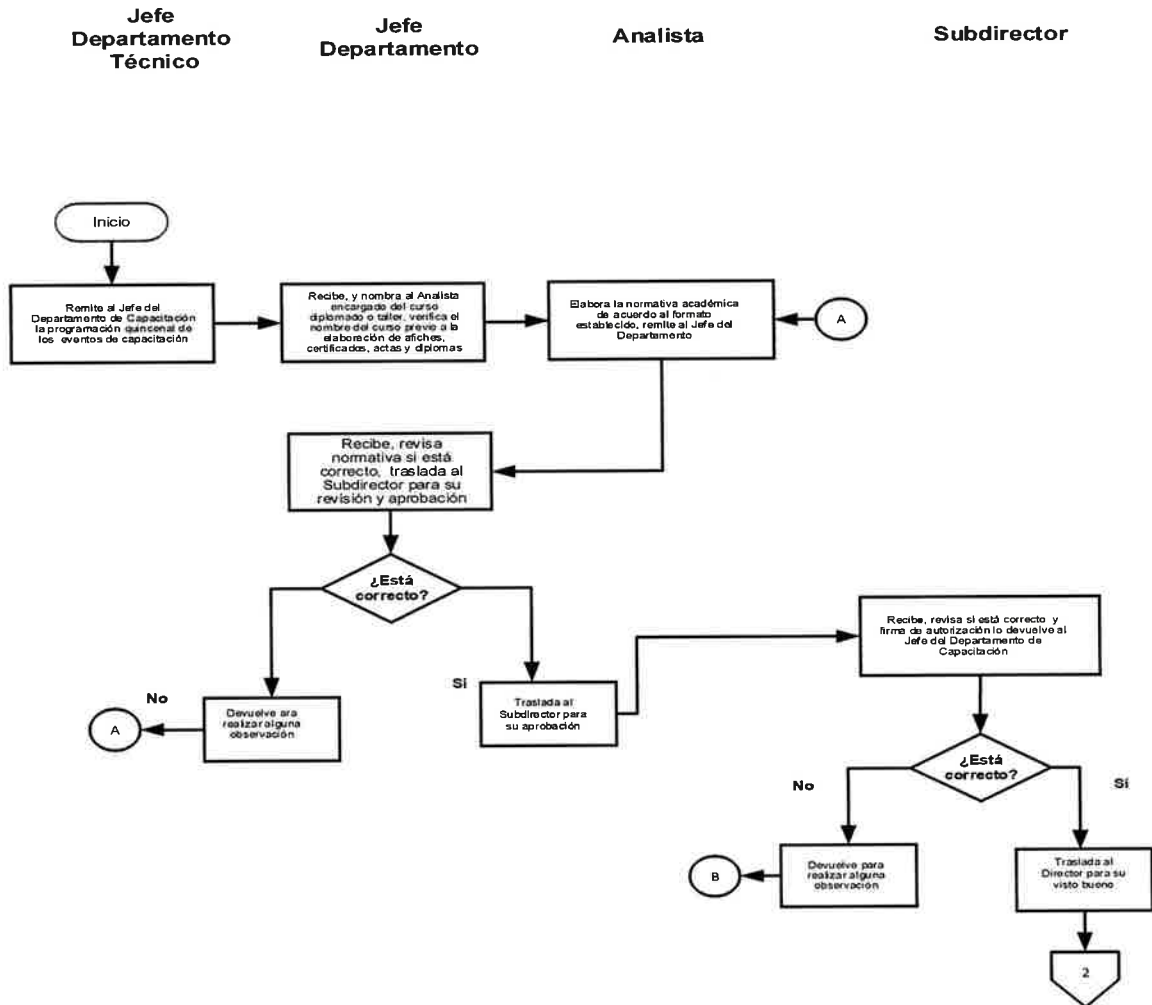 Jefe
Departamento
Técnico
Jefe
Departamento
Analista
Subdirector
Inicio
Remite al Jefe del
Departamento de Capacitación
la programación quincenal de
los eventos de capacitación
Recibe, y nombra al Analista
encargado del curso
diplomado o taller, verifica el
nombre del curso previo a la
elaboración de afiches,
certificados, actas y diplomas
Elabora la normativa académica
de acuerdo al formato
establecido, remite al Jefe del
Departamento
A
Recibe, revisa
normativa si está
correcto, traslada al
Subdirector para su
revisión y aprobación
¿Está
correcto?
No
Sí
A
Devuelve ara
realizar alguna
observación
Traslada al
Subdirector para
su aprobación
Recibe, revisa si está correcto y
firma de autorización lo devuelve al
Jefe del Departamento de
Capacitación
¿Está
correcto?
No
Sí
B
Devuelve para
realizar alguna
observación
Traslada al
Director para su
visto bueno
2